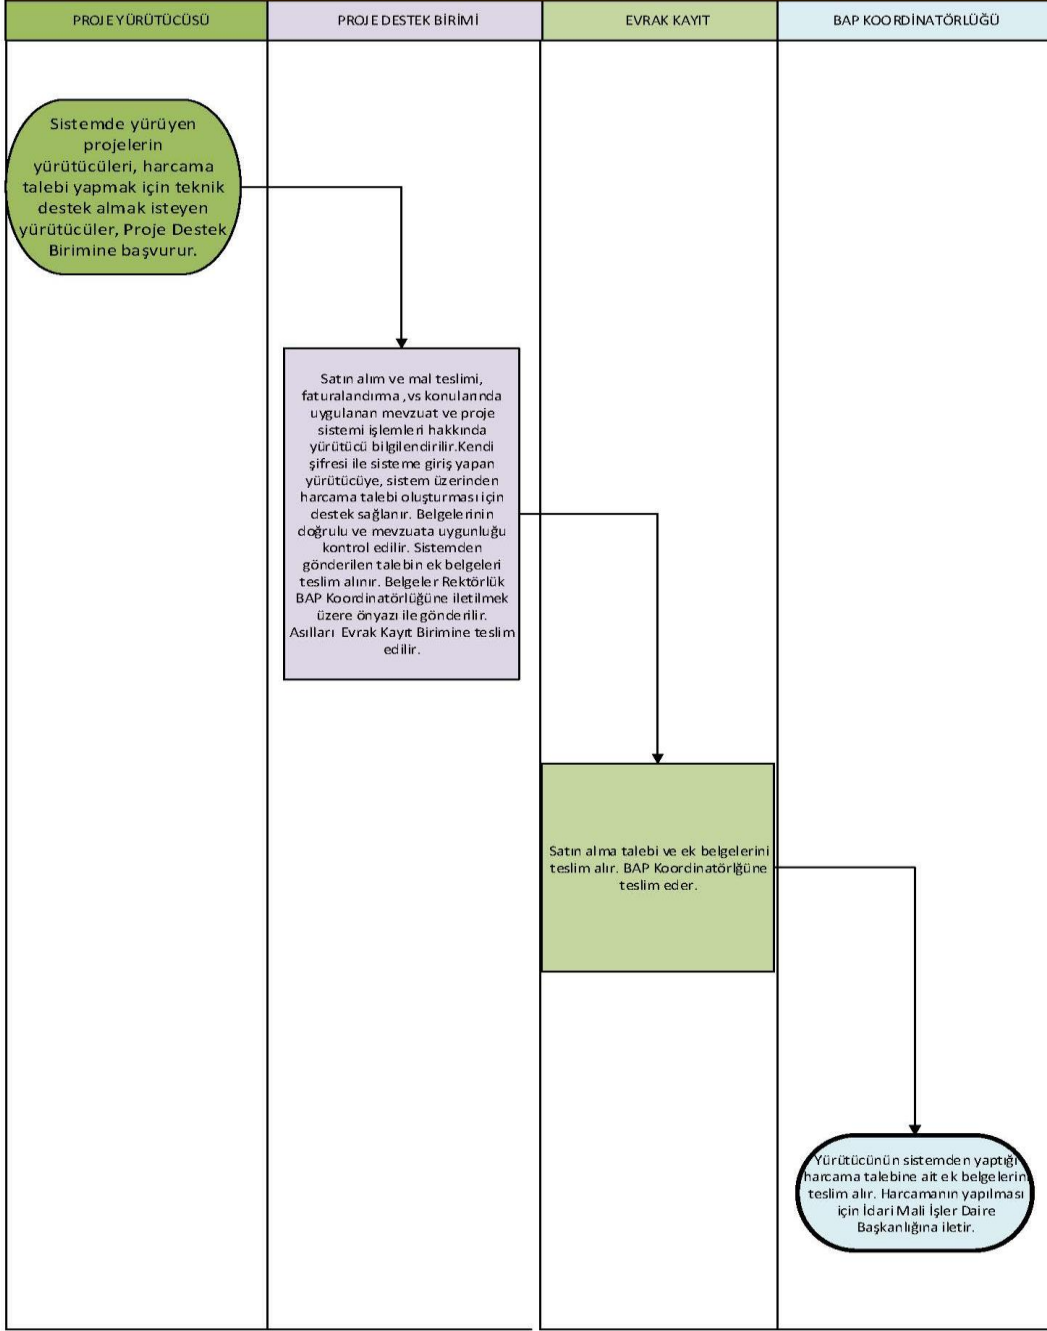 PROJE YÜRÜTÜCÜSÜ
PROJE DESTEK BİRİMİ
EVRAK KAYIT
BAP KOORDİNATÖRLÜĞÜ
Sistemde yürüyen
projelerin
yürütücüleri, harcama
talebi yapmak için teknik
destek almak isteyen
yürütücüler, Proje Destek
Birimine başvurur.
Satın alım ve mal teslimi,
faturalandırma ,vs konularında
uygulanan mevzuat ve proje
sistemi işlemleri hakkında
yürütücü bilgilendirilir.Kendi
şifresi ile sisteme giriş yapan
yürütücüye, sistem üzerinden
harcama talebi oluşturması için
destek sağlanır. Belgelerinin
doğrulu ve mevzuata uygunluğu
kontrol edilir. Sistemden
gönderilen talebin ek belgeleri
teslim alınır. Belgeler Rektörlük
BAP Koordinatörlüğüne iletilmek
üzere önyazı ile gönderilir.
Asılları Evrak Kayıt Birimine teslim
edilir.
Satın alma talebi ve ek belgelerini
teslim alır. BAP Koordinatörlğüne
teslim eder.
Yürütücünün sistemden yaptığı
harcama talebine ait ek belgelerin
teslim alır. Harcamanın yapılması
için İdari Mali İşler Daire
Başkanlığına iletir.